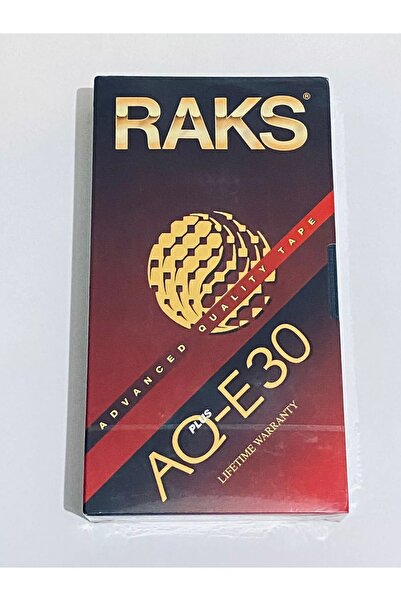 RAKS®
ADVANCED QUALITY TAPE
AQ-E30
PLUS
LIFETIME WARRANTY